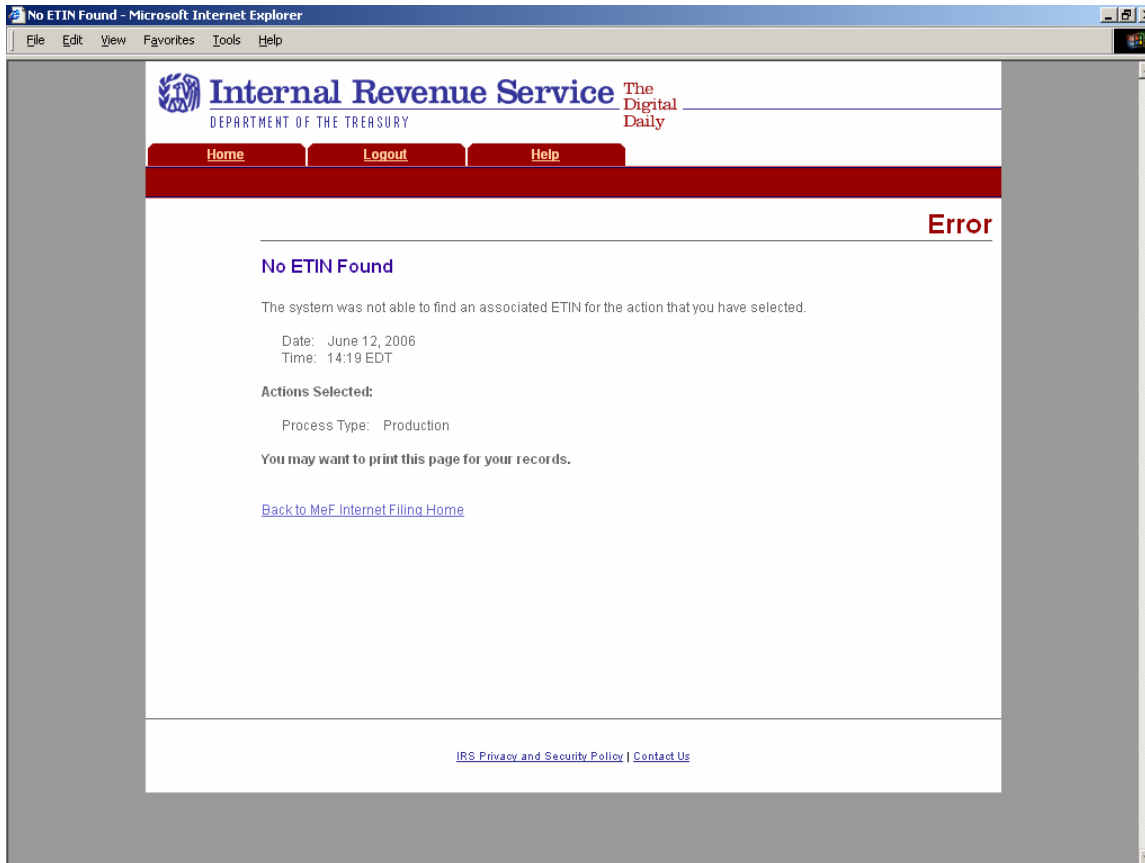 No ETIN Found - Microsoft Internet Explorer
File Edit View Favorites Tools Help
Internal Revenue Service
DEPARTMENT OF THE TREASURY
The
Digital
Daily
Home Logout Help
Error
No ETIN Found
The system was not able to find an associated ETIN for the action that you have selected.
Date: June 12, 2006
Time: 14:19 EDT
Actions Selected:
Process Type: Production
You may want to print this page for your records.
Back to MeF Internet Filing Home
IRS Privacy and Security Policy | Contact Us